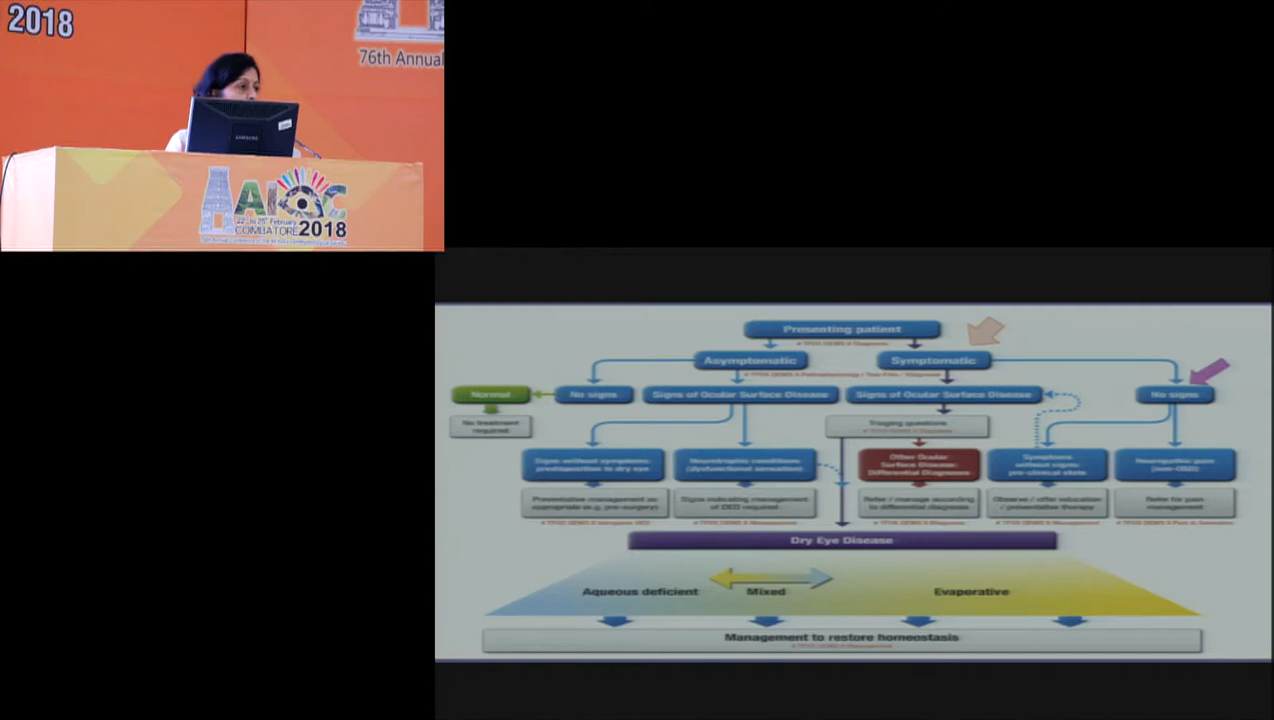 2018
76th Annual
SAMSUNG
AIOC
22nd to 25th February
COIMBATORE 2018
Presenting patient
Asymptomatic
Symptomatic
Normal
No signs
Signs of Ocular Surface Disease
Signs of Ocular Surface Disease
No signs
No treatment
required
Triaging questions
Signs without symptoms:
predisposition to dry eye
Neurotrophic conditions
(dysfunctional sensation)
Other Ocular
Surface Disease:
Differential Diagnoses
Symptoms
without signs:
pre-clinical state
Neuropathic pain
(non-OSD)
Preventative management as
appropriate (e.g. pre-surgery)
Signs indicating management
of DED required
Refer / manage according
to differential diagnosis
Observe / offer education
/ preventative therapy
Refer for pain
management
Dry Eye Disease
Aqueous deficient
Mixed
Evaporative
Management to restore homeostasis